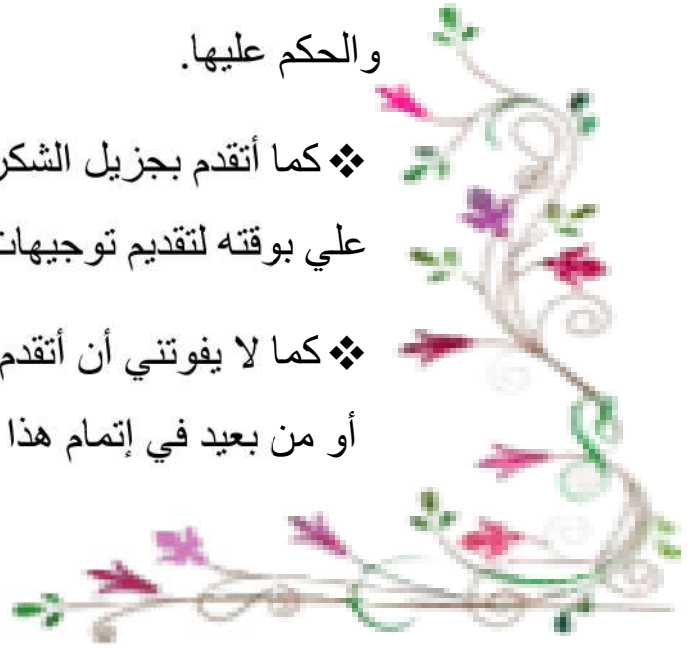 والحكم عليها.
❖ كما أتقدم بجزيل الشكر
علي بوقته لتقديم توجيهات
❖ كما لا يفوتني أن أتقدم
أو من بعيد في إتمام هذا